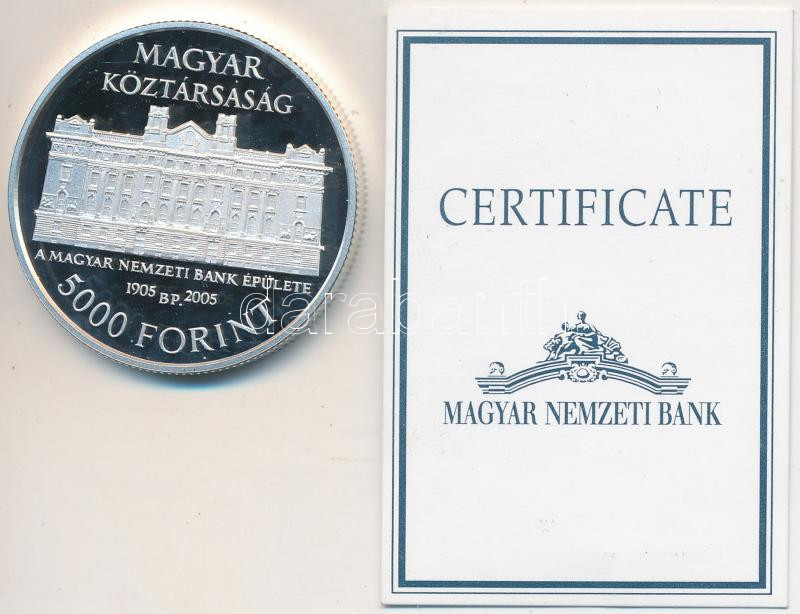 MAGYAR
KÖZTÁRSASÁG
A MAGYAR NEMZETI BANK ÉPÜLETE
1905 BP. 2005
5000 FORINT
CERTIFICATE
MAGYAR NEMZETI BANK
darabanth